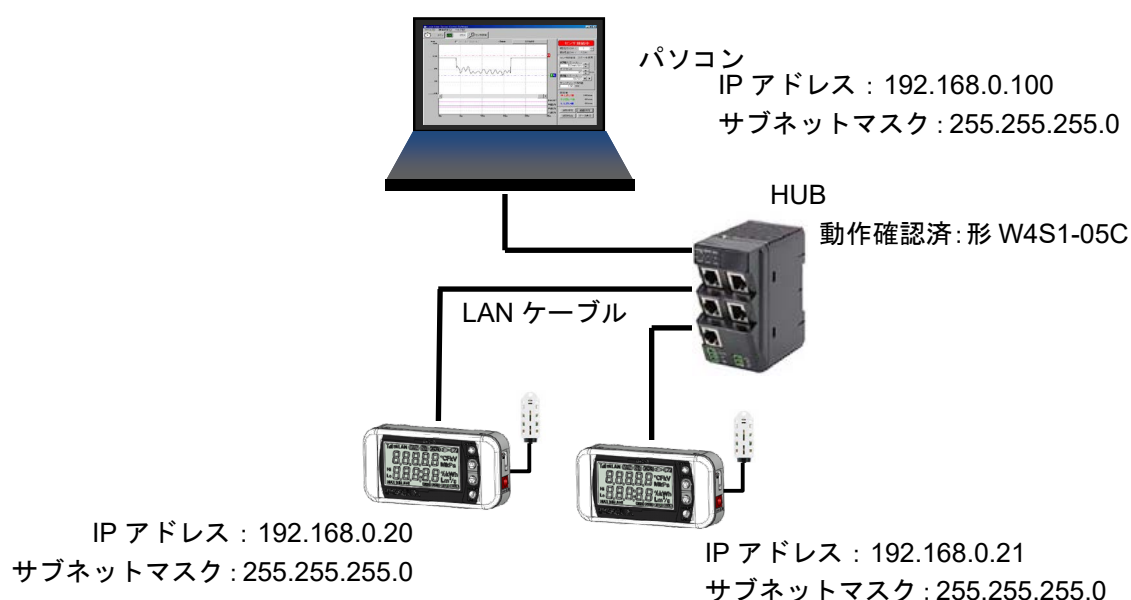 パソコン
IP アドレス：192.168.0.100
サブネットマスク：255.255.255.0
HUB
動作確認済：形 W4S1-05C
LAN ケーブル
IP アドレス：192.168.0.20
サブネットマスク：255.255.255.0
IP アドレス：192.168.0.21
サブネットマスク：255.255.255.0